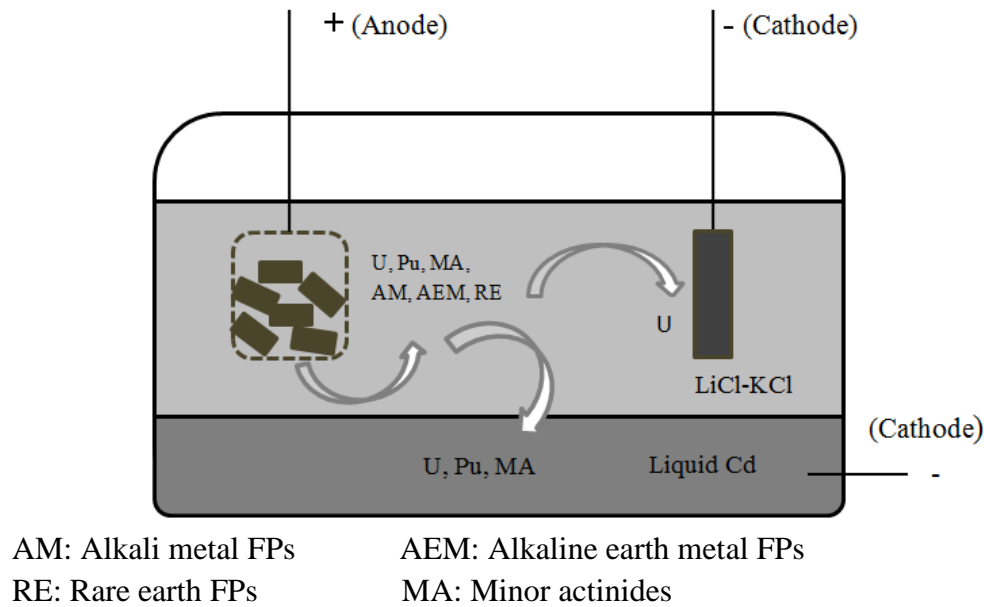 + (Anode)
- (Cathode)
U, Pu, MA,
AM, AEM, RE
U
LiCl-KCl
(Cathode)
-
U, Pu, MA
Liquid Cd
AM: Alkali metal FPs
AEM: Alkaline earth metal FPs
RE: Rare earth FPs
MA: Minor actinides